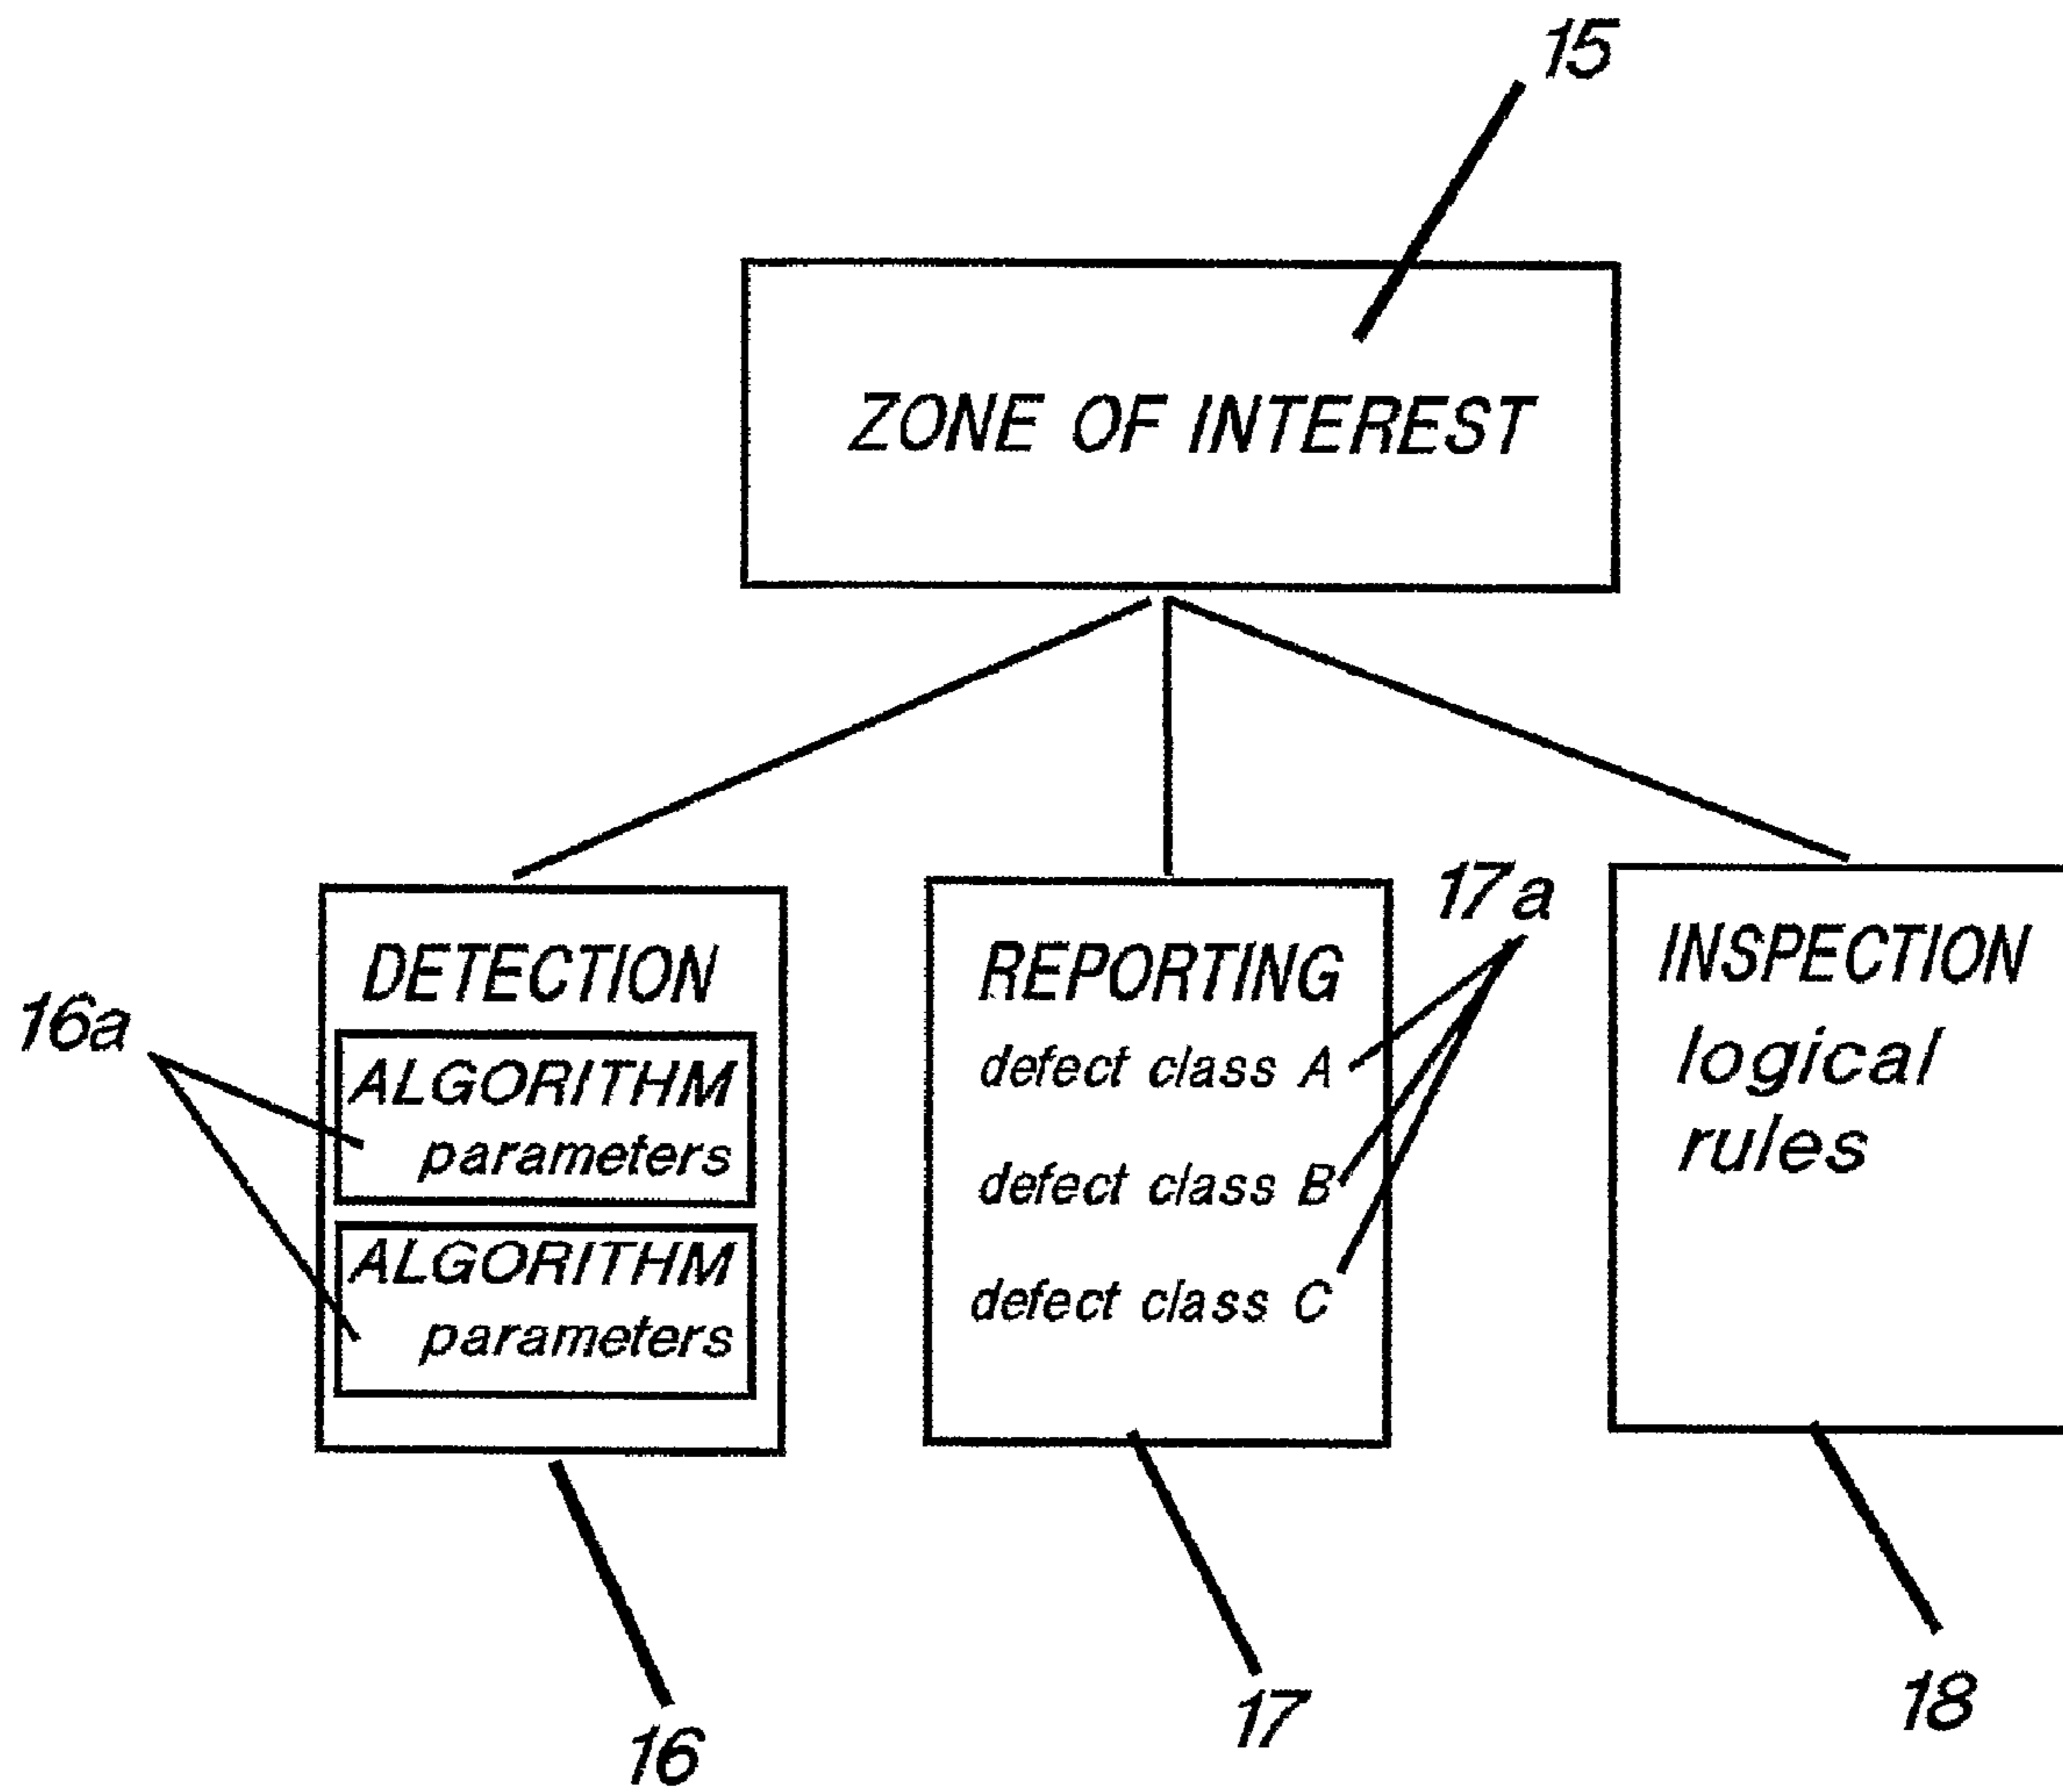 15
ZONE OF INTEREST
17a
DETECTION
16a
ALGORITHM
parameters
ALGORITHM
parameters
REPORTING
defect class A
defect class B
defect class C
INSPECTION
logical
rules
16
17
18